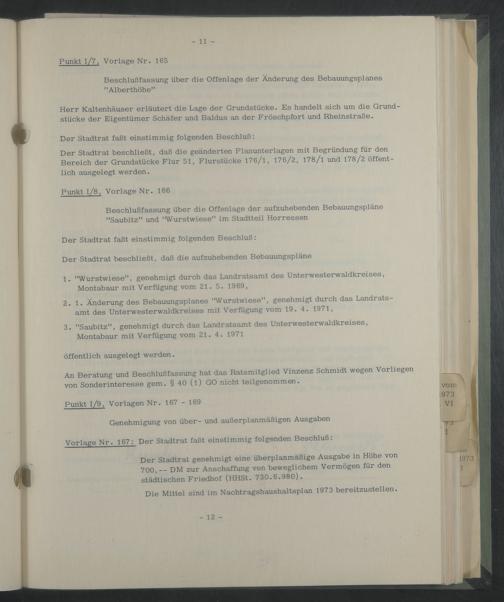 - 11 -
Punkt I/7, Vorlage Nr. 165
Beschlußfassung über die Offenlage der Änderung des Bebauungsplanes
"Alberthöhe"
Herr Kaltenhäuser erläutert die Lage der Grundstücke. Es handelt sich um die Grund-
stücke der Eigentümer Schäfer und Baldus an der Fröschpfort und Rheinstraße.
Der Stadtrat faßt einstimmig folgenden Beschluß:
Der Stadtrat beschließt, daß die geänderten Planunterlagen mit Begründung für den
Bereich der Grundstücke Flur 51, Flurstücke 176/1, 176/2, 178/1 und 178/2 öffent-
lich ausgelegt werden.
Punkt I/8, Vorlage Nr. 166
Beschlußfassung über die Offenlage der aufzuhebenden Bebauungspläne
"Saubitz" und "Wurstwiese" im Stadtteil Horressen
Der Stadtrat faßt einstimmig folgenden Beschluß:
Der Stadtrat beschließt, daß die aufzuhebenden Bebauungspläne
1. "Wurstwiese", genehmigt durch das Landratsamt des Unterwesterwaldkreises,
Montabaur mit Verfügung vom 21. 5. 1969,
2. 1. Änderung des Bebauungsplanes "Wurstwiese", genehmigt durch das Landrats-
amt des Unterwesterwaldkreises mit Verfügung vom 19. 4. 1971,
3. "Saubitz", genehmigt durch das Landratsamt des Unterwesterwaldkreises,
Montabaur mit Verfügung vom 21. 4. 1971
öffentlich ausgelegt werden.
An Beratung und Beschlußfassung hat das Ratsmitglied Vinzenz Schmidt wegen Vorliegen
von Sonderinteresse gem. § 40 (1) GO nicht teilgenommen.
Punkt I/9, Vorlagen Nr. 167 - 169
Genehmigung von über- und außerplanmäßigen Ausgaben
Vorlage Nr. 167: Der Stadtrat faßt einstimmig folgenden Beschluß:
Der Stadtrat genehmigt eine überplanmäßige Ausgabe in Höhe von
700,-- DM zur Anschaffung von beweglichem Vermögen für den
städtischen Friedhof (HHSt. 730.6.980).
Die Mittel sind im Nachtragshaushaltsplan 1973 bereitzustellen.
- 12 -
vom
973
VI
73
1973